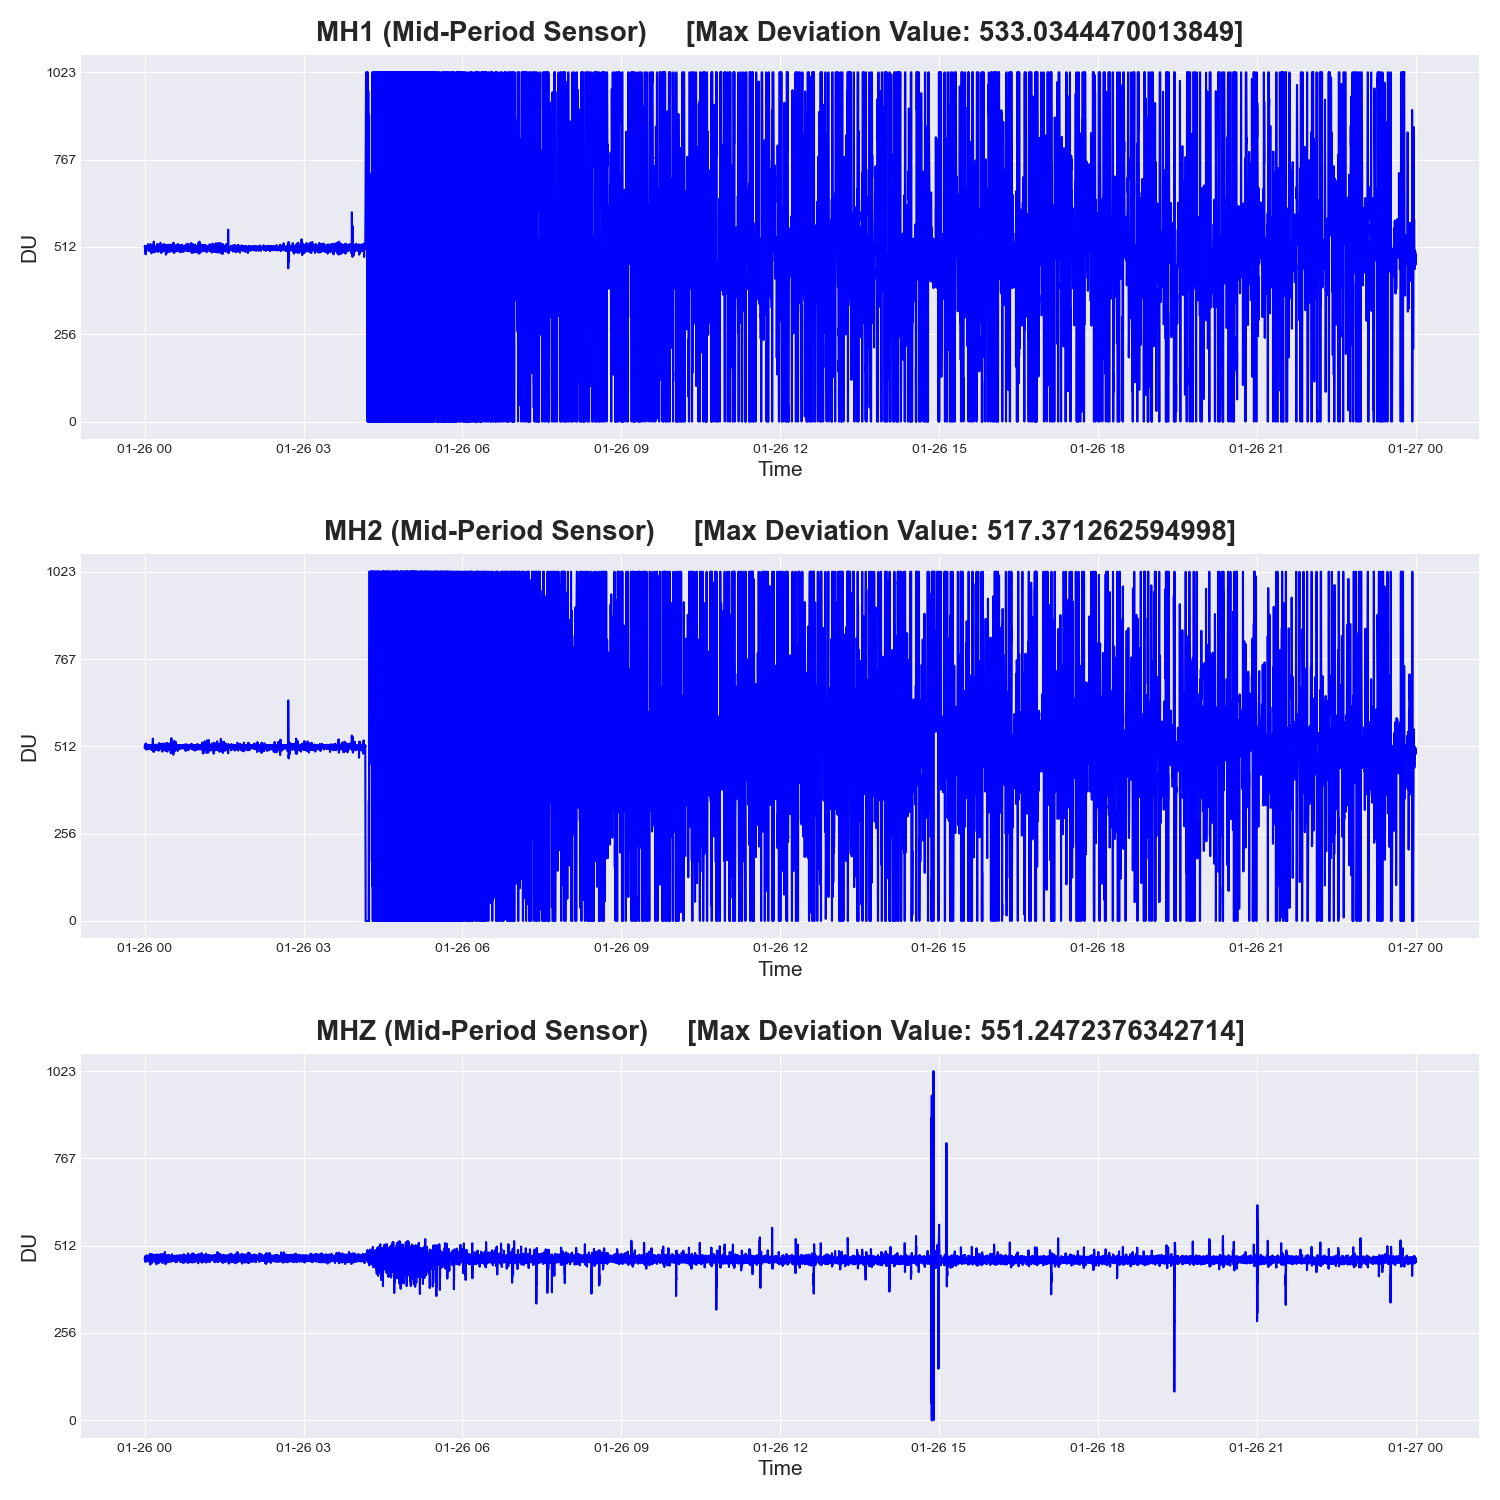 MH1 (Mid-Period Sensor) [Max Deviation Value: 533.0344470013849]
1023
767
512
256
0
DU
01-26 00 01-26 03 01-26 06 01-26 09 01-26 12 01-26 15 01-26 18 01-26 21 01-27 00
Time
MH2 (Mid-Period Sensor) [Max Deviation Value: 517.371262594998]
1023
767
512
256
0
DU
01-26 00 01-26 03 01-26 06 01-26 09 01-26 12 01-26 15 01-26 18 01-26 21 01-27 00
Time
MHZ (Mid-Period Sensor) [Max Deviation Value: 551.2472376342714]
1023
767
512
256
0
DU
01-26 00 01-26 03 01-26 06 01-26 09 01-26 12 01-26 15 01-26 18 01-26 21 01-27 00
Time